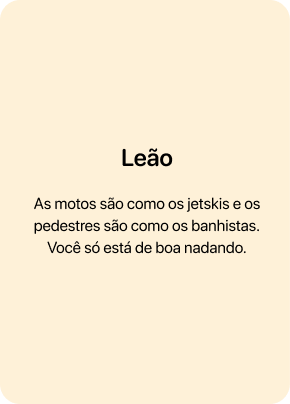 Leão
As motos são como os jetskis e os
pedestres são como os banhistas.
Você só está de boa nadando.